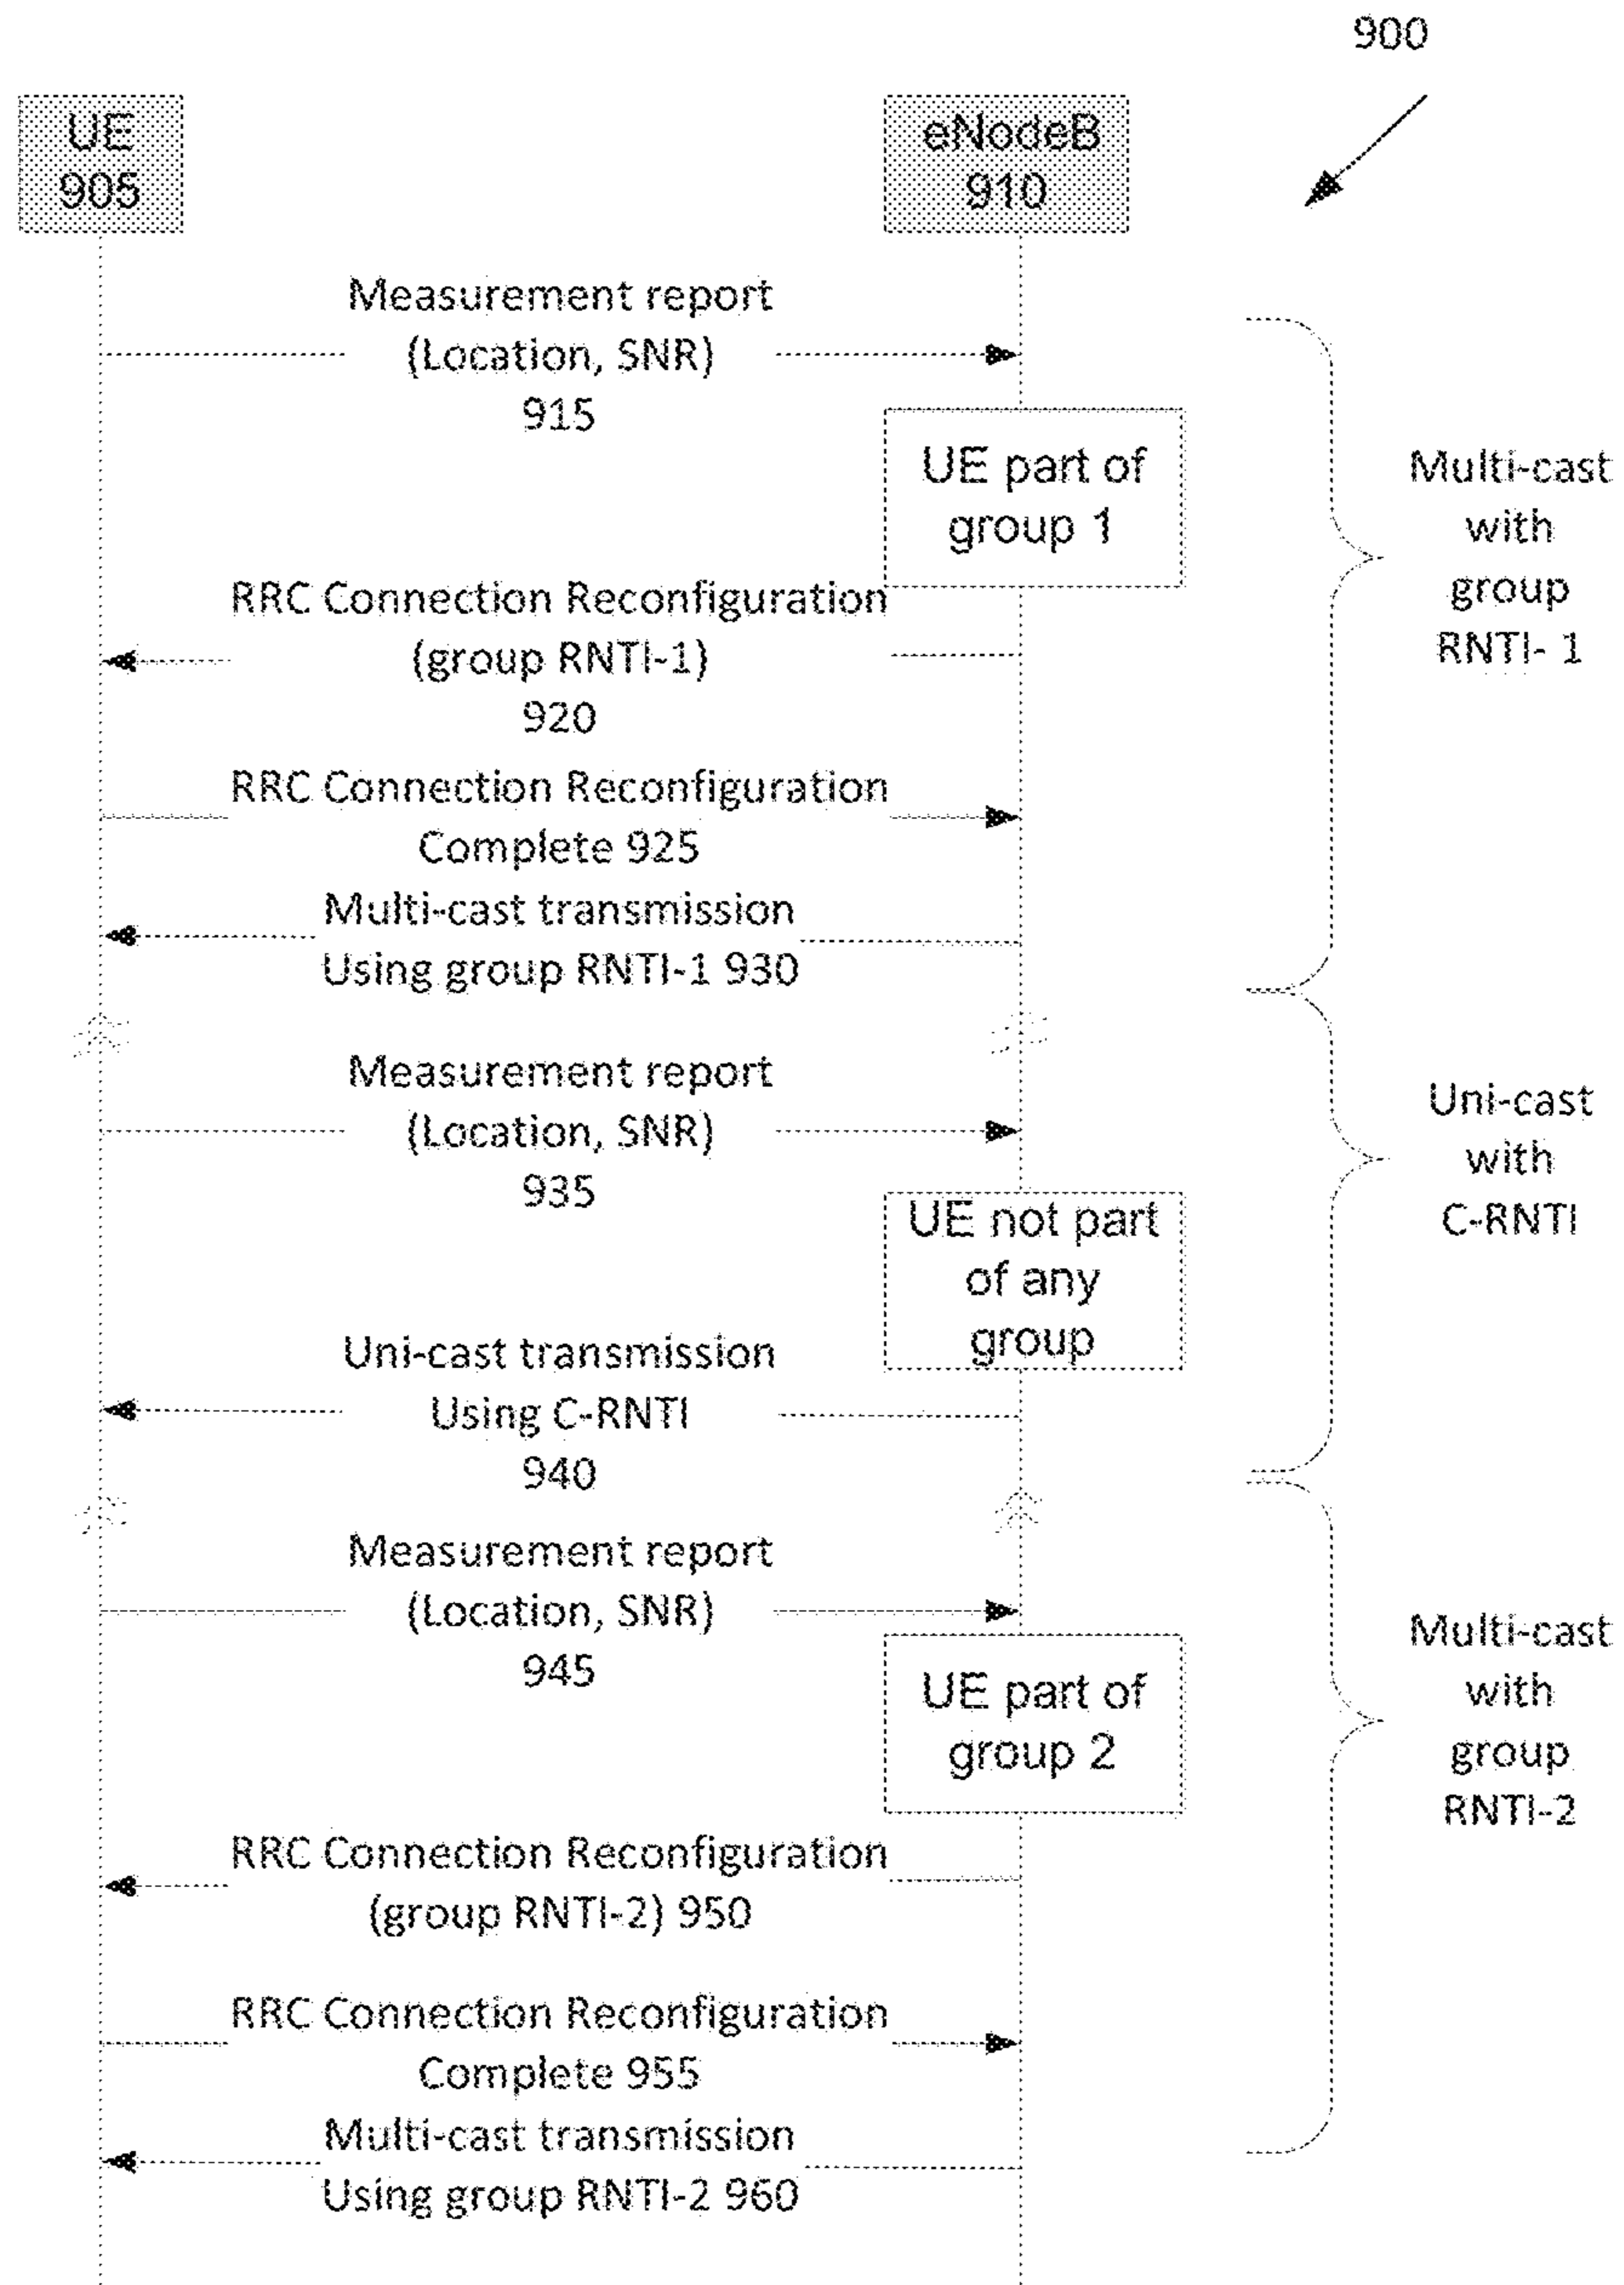 900
UE
905
eNodeB
910
Measurement report
(Location, SNR)
915
UE part of
group 1
Multi-cast
with
group
RNTI- 1
RRC Connection Reconfiguration
(group RNTI-1)
920
RRC Connection Reconfiguration
Complete 925
Multi-cast transmission
Using group RNTI-1 930
Measurement report
(Location, SNR)
935
Uni-cast
with
C-RNTI
UE not part
of any
group
Uni-cast transmission
Using C-RNTI
940
Measurement report
(Location, SNR)
945
UE part of
group 2
Multi-cast
with
group
RNTI-2
RRC Connection Reconfiguration
(group RNTI-2) 950
RRC Connection Reconfiguration
Complete 955
Multi-cast transmission
Using group RNTI-2 960